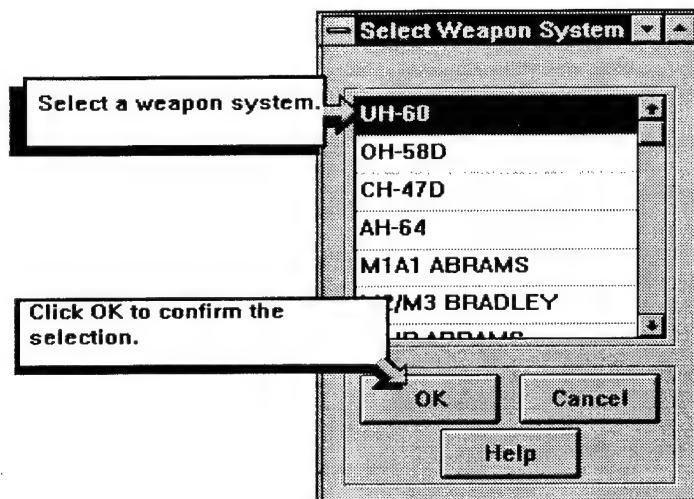 Select Weapon System
Select a weapon system.
UH-60
OH-58D
CH-47D
AH-64
M1A1 ABRAMS
BRADLEY
Click OK to confirm the
selection.
ABRAMS
OK
Cancel
Help